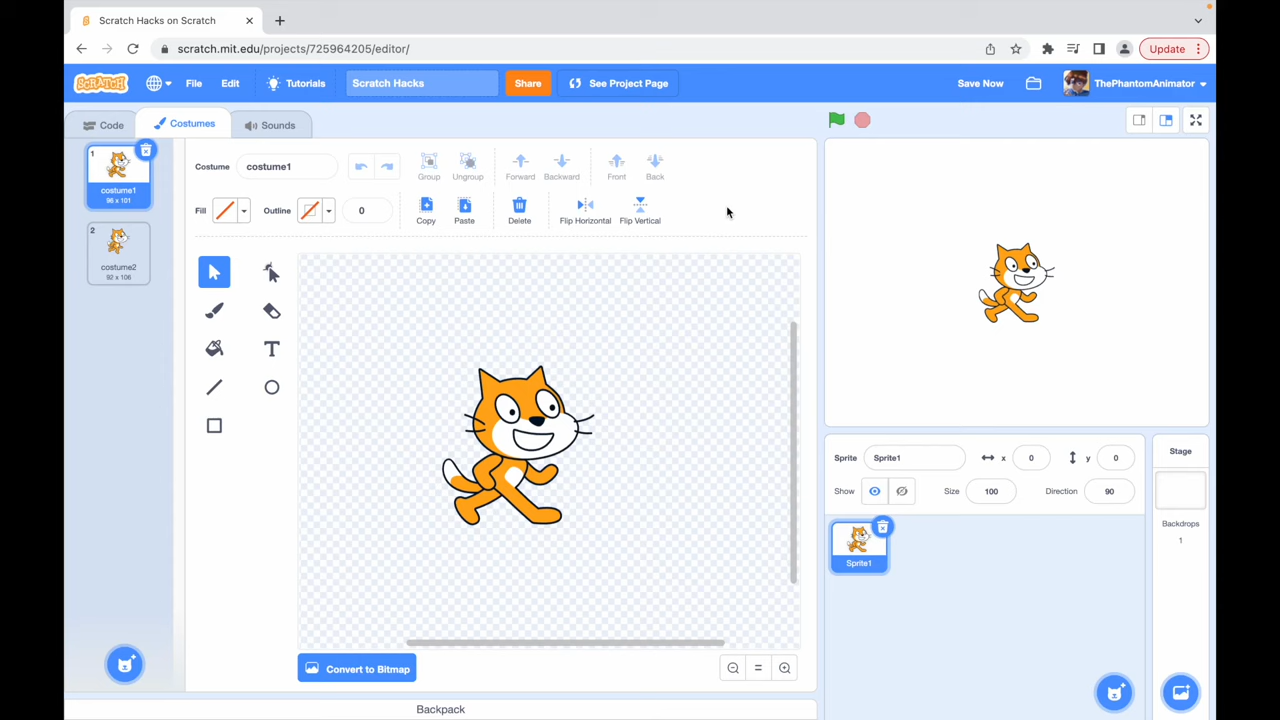 Scratch Hacks on Scratch
scratch.mit.edu/projects/725964205/editor/
Update
SCRATCH
File
Edit
Tutorials
Scratch Hacks
Share
See Project Page
Save Now
ThePhantomAnimator
Code
Costumes
Sounds
1
costume1
96 x 101
2
costume2
92 x 106
Costume
costume1
Group
Ungroup
Forward
Backward
Front
Back
Fill
Outline
0
Copy
Paste
Delete
Flip Horizontal
Flip Vertical
T
Convert to Bitmap
Backpack
Sprite
Sprite1
x
0
y
0
Show
Size
100
Direction
90
Sprite1
Stage
Backdrops
1